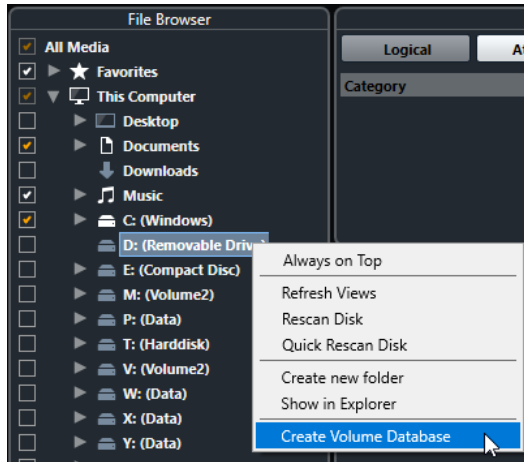 File Browser
All Media
Favorites
This Computer
Desktop
Documents
Downloads
Music
C: (Windows)
D: (Removable Drive)
E: (Compact Disc)
M: (Volume2)
P: (Data)
T: (Harddisk)
V: (Volume2)
W: (Data)
X: (Data)
Y: (Data)
Logical
Category
Always on Top
Refresh Views
Rescan Disk
Quick Rescan Disk
Create new folder
Show in Explorer
Create Volume Database